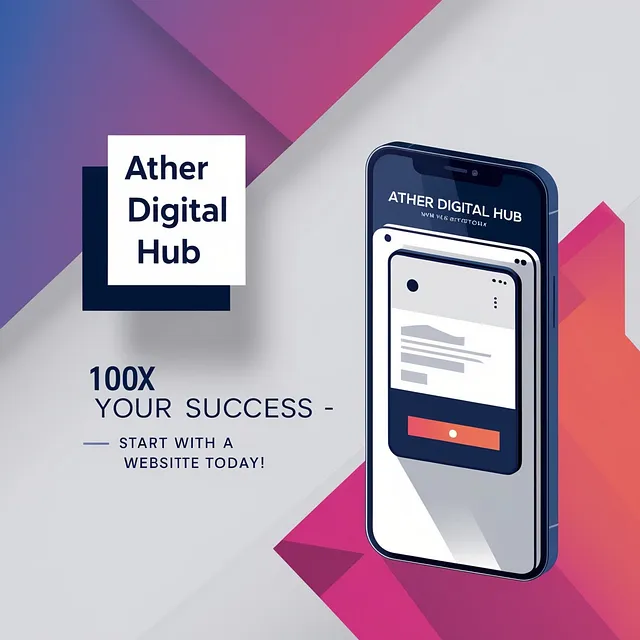 Ather
Digital
Hub
100X
YOUR SUCCESS -
START WITH A
WEBSITTE TODAY!
ATHER DIGITAL HUB